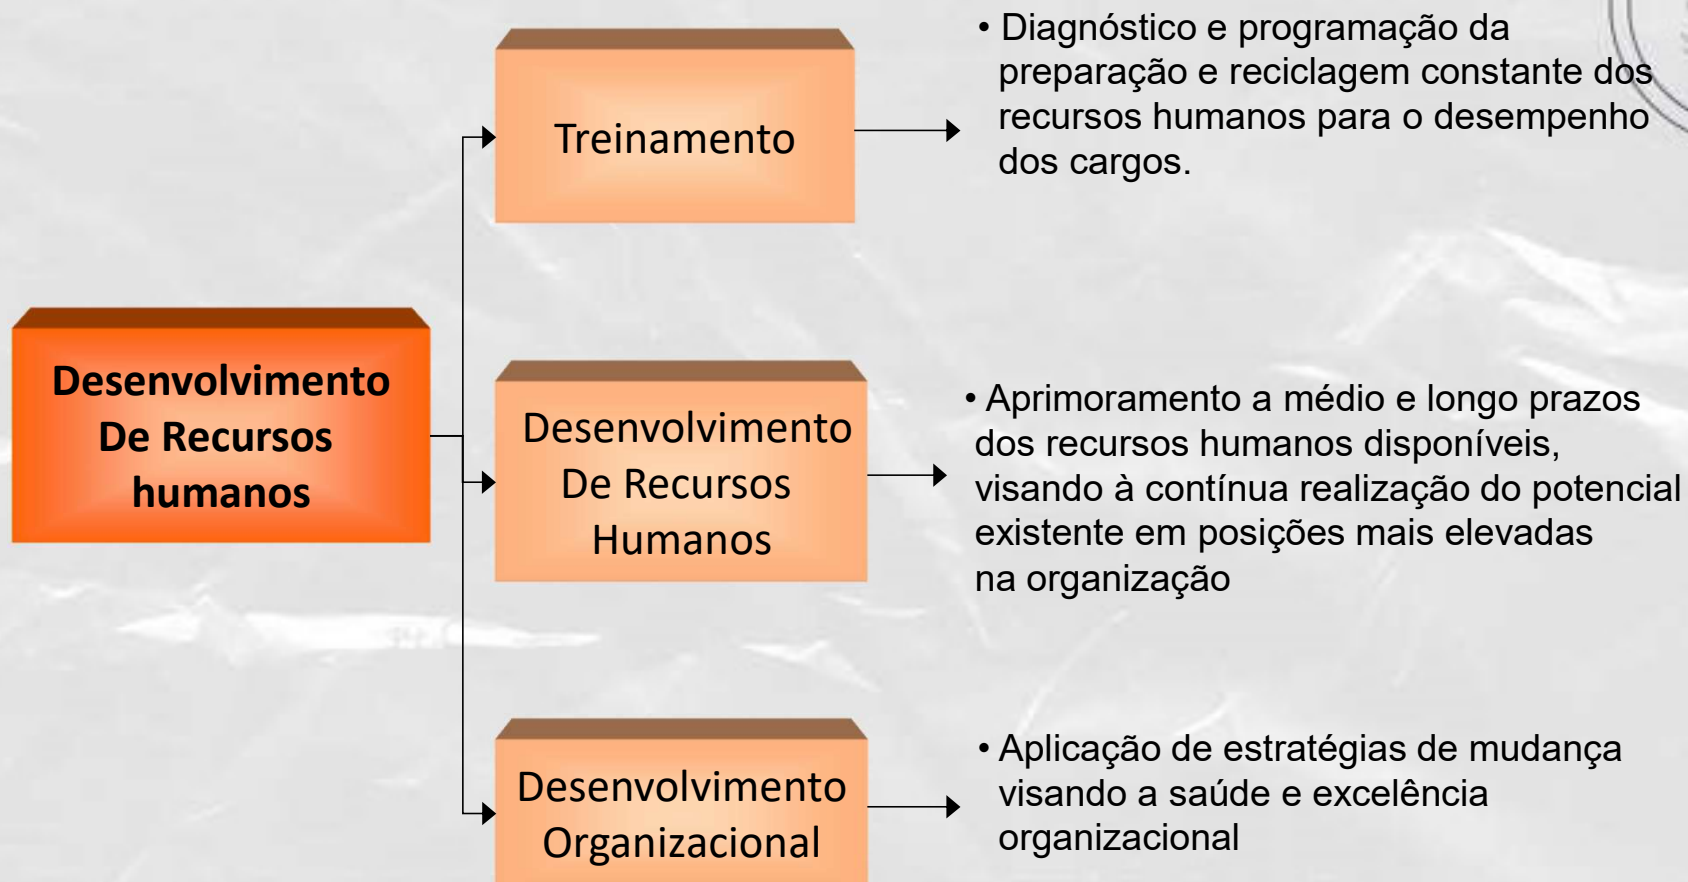 Treinamento
• Diagnóstico e programação da
preparação e reciclagem constante dos
recursos humanos para o desempenho
dos cargos.
Desenvolvimento
De Recursos
humanos
Desenvolvimento
De Recursos
Humanos
• Aprimoramento a médio e longo prazos
dos recursos humanos disponíveis,
visando à contínua realização do potencial
existente em posições mais elevadas
na organização
Desenvolvimento
Organizacional
• Aplicação de estratégias de mudança
visando a saúde e excelência
organizacional